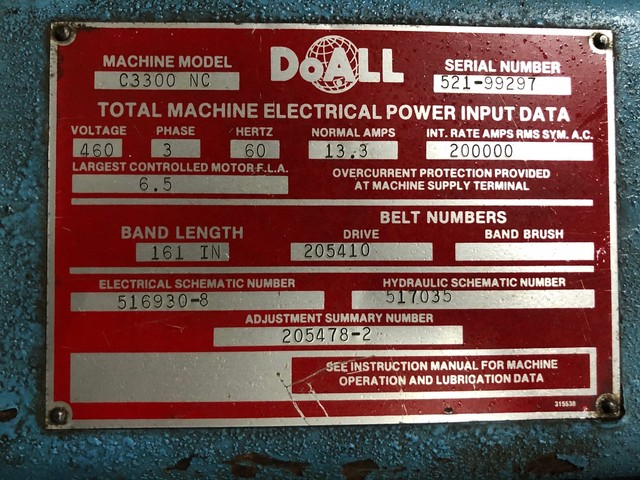 MACHINE MODEL
C3300 NC
DOALL
SERIAL NUMBER
521-99297
TOTAL MACHINE ELECTRICAL POWER INPUT DATA
VOLTAGE PHASE HERTZ NORMAL AMPS INT. RATE AMPS RMS SYM. A.C.
460 3 60 13.3 200000
LARGEST CONTROLLED MOTOR F.L.A.
6.5
OVERCURRENT PROTECTION PROVIDED
AT MACHINE SUPPLY TERMINAL
BELT NUMBERS
BAND LENGTH DRIVE BAND BRUSH
161 IN 205410
ELECTRICAL SCHEMATIC NUMBER HYDRAULIC SCHEMATIC NUMBER
516930-8 517035
ADJUSTMENT SUMMARY NUMBER
205478-2
SEE INSTRUCTION MANUAL FOR MACHINE
OPERATION AND LUBRICATION DATA
315538